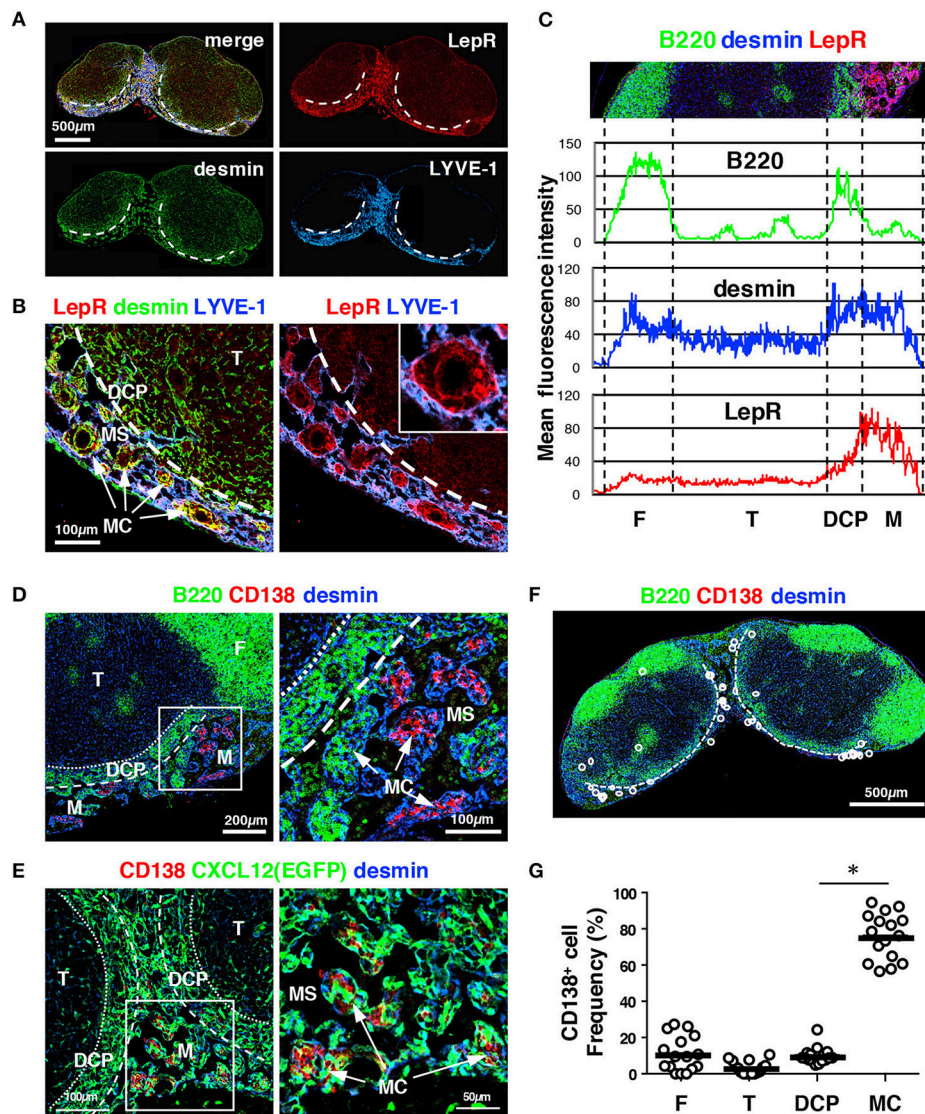 A
merge
LepR
500µm
desmin
LYVE-1
B
LepR desmin LYVE-1
LepR LYVE-1
T
DCP
MS
MC
100µm
C
B220 desmin LepR
Mean fluorescence intensity
150
100
50
0
B220
120
80
40
0
desmin
120
80
40
0
LepR
F T DCP M
D
B220 CD138 desmin
T
F
DCP
M
M
200µm
MS
MC
100µm
E
CD138 CXCL12(EGFP) desmin
T
T
DCP
DCP
M
100µm
MS
MC
50µm
F
B220 CD138 desmin
500µm
G
CD138+ cell
Frequency (%)
100
80
60
40
20
0
*
F T DCP MC